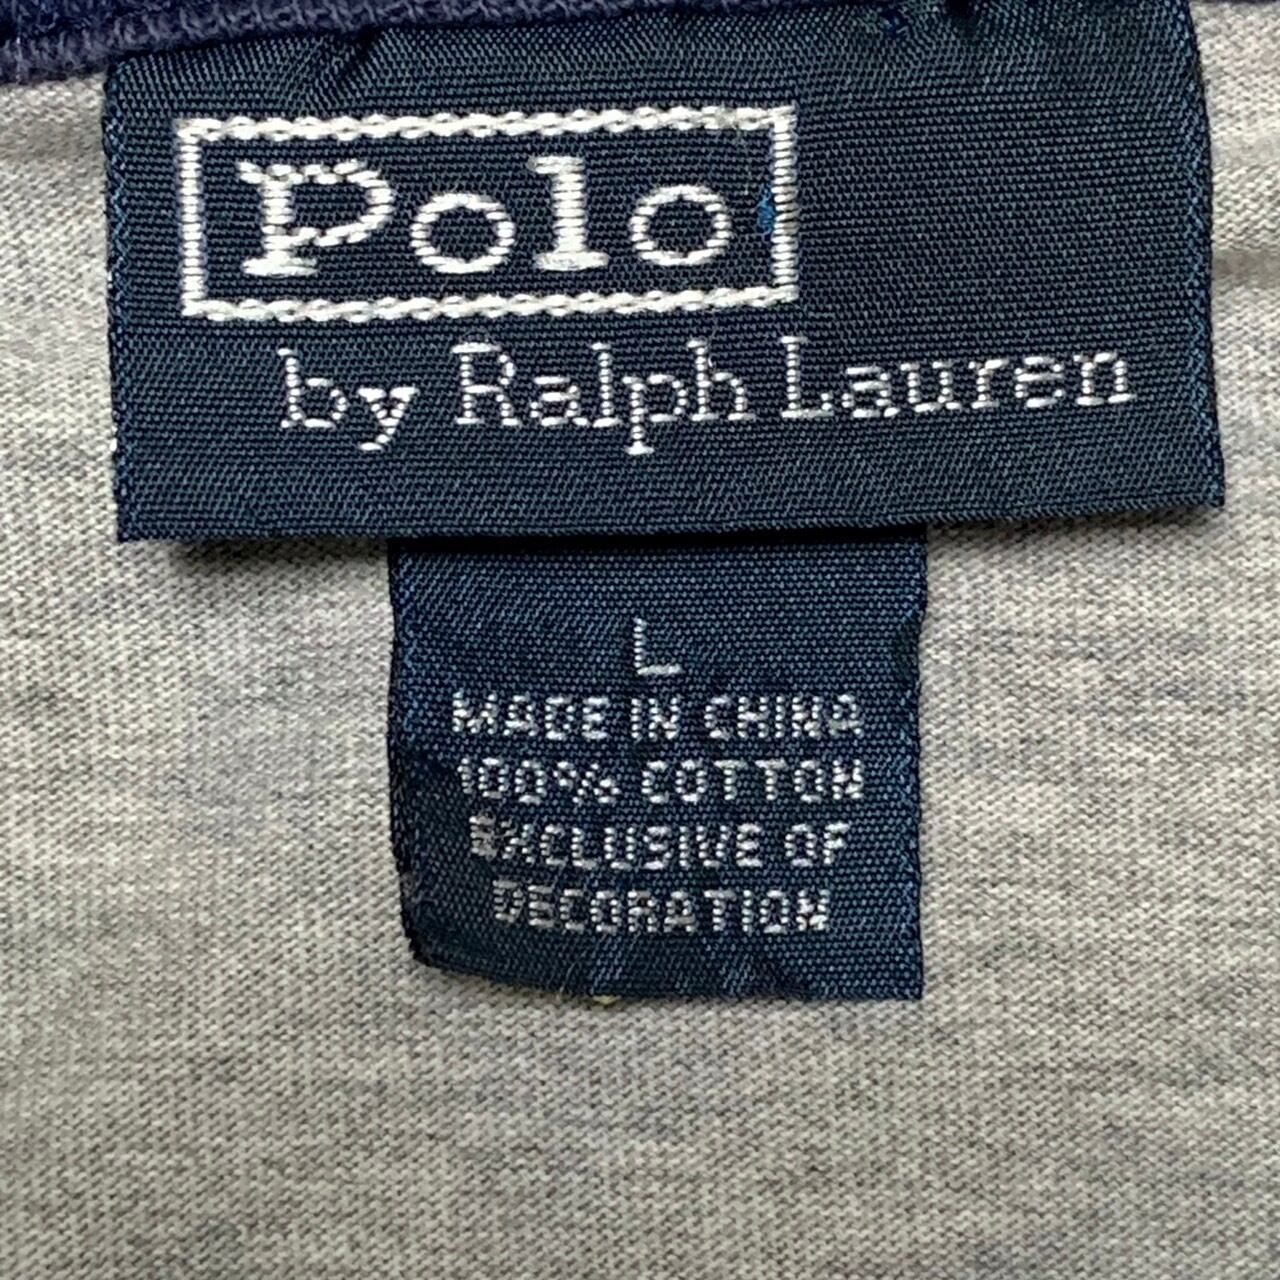 Polo
by Ralph Lauren
L
MADE IN CHINA
100% COTTON
EXCLUSIVE OF
DECORATION